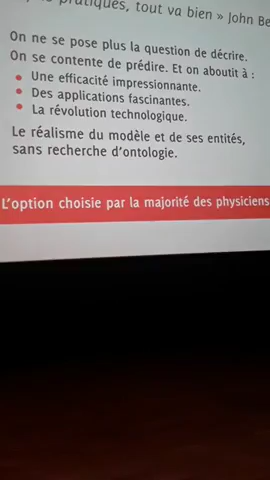 pratiques, tout va bien » John Be
On ne se pose plus la question de décrire.
On se contente de prédire. Et on aboutit à :
• Une efficacité impressionnante.
• Des applications fascinantes.
• La révolution technologique.
Le réalisme du modèle et de ses entités,
sans recherche d’ontologie.
L’option choisie par la majorité des physiciens